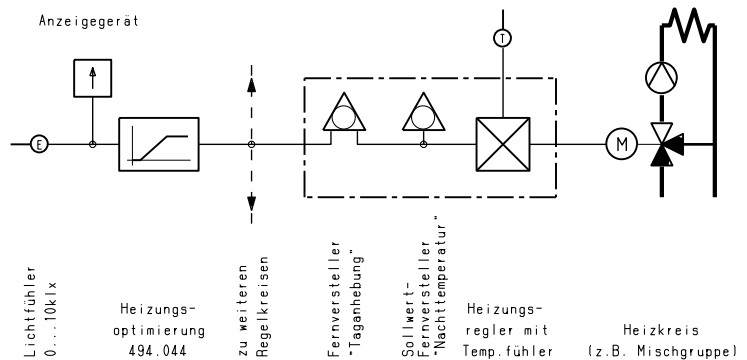 Anzeigegerät
T
E
M
Lichtfühler
0...10klx
Heizungs-
optimierung
494.044
zu weiteren
Regelkreisen
Fernversteller
"Taganhebung"
Sollwert-
Fernversteller
"Nachttemperatur"
Heizungs-
regler mit
Temp.fühler
Heizkreis
(z.B. Mischgruppe)